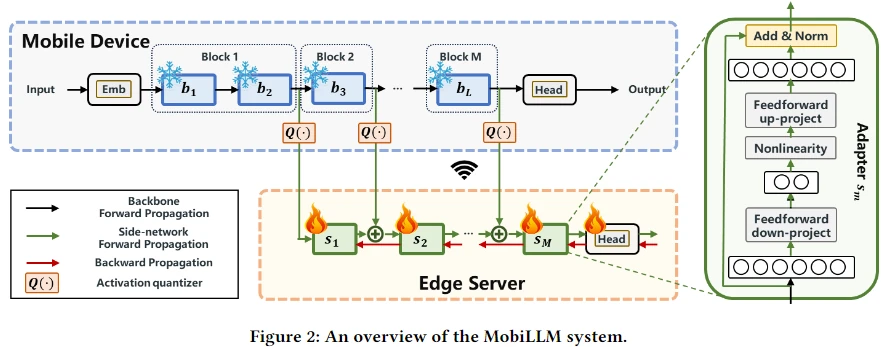 Mobile Device
Block 1
Block 2
Block M
Input
Emb
b1
b2
b3
...
bL
Head
Output
Q(·)
Q(·)
Q(·)
Backbone
Forward Propagation
Side-network
Forward Propagation
Backward Propagation
Q(·)
Activation quantizer
s1
s2
...
sM
Head
Edge Server
Add & Norm
Feedforward
up-project
Nonlinearity
Feedforward
down-project
Adapter sm
Figure 2: An overview of the MobiLLM system.